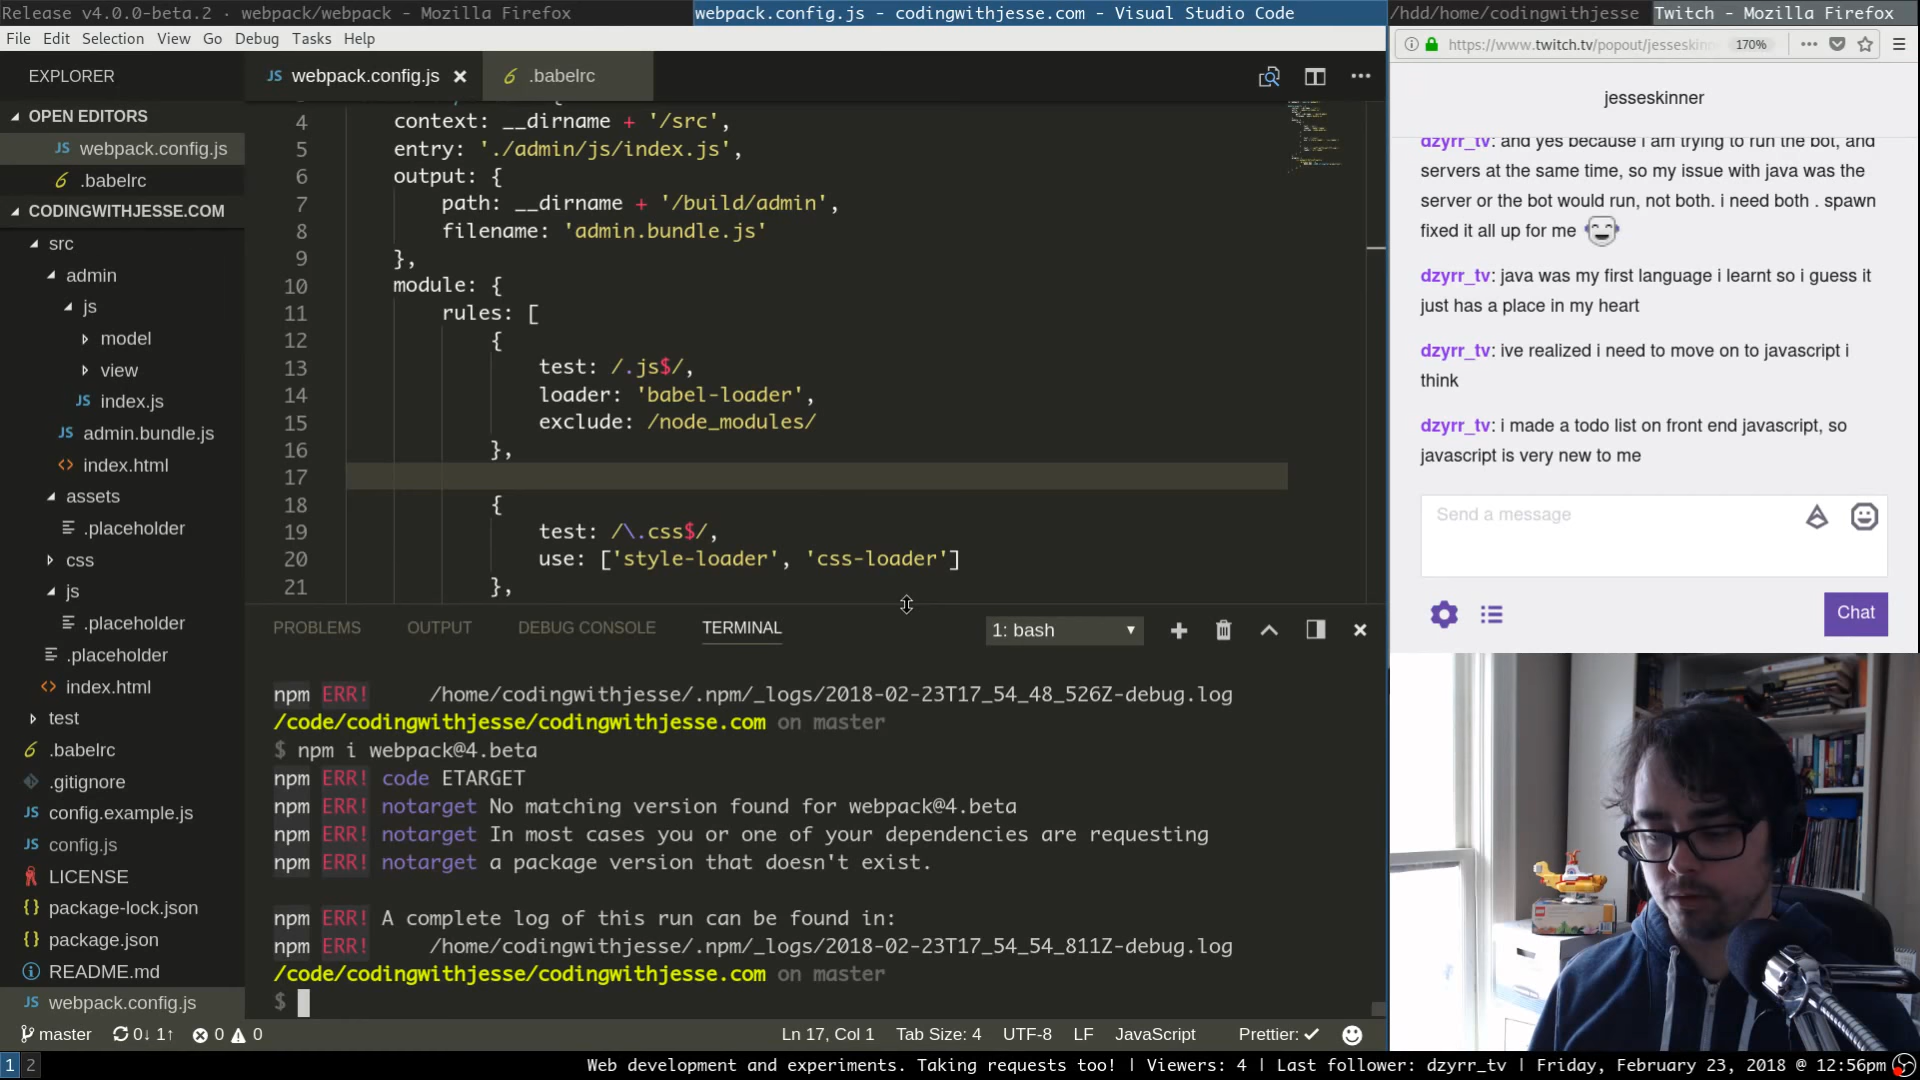 Release v4.0.0-beta.2 · webpack/webpack - Mozilla Firefox
webpack.config.js - codingwithjesse.com - Visual Studio Code
/hdd/home/codingwithjesse
Twitch - Mozilla Firefox
File Edit Selection View Go Debug Tasks Help
https://www.twitch.tv/popout/jesseskinn
170%
EXPLORER
OPEN EDITORS
JS webpack.config.js
.babelrc
CODINGWITHJESSE.COM
src
admin
js
model
view
JS index.js
JS admin.bundle.js
index.html
assets
.placeholder
css
js
.placeholder
.placeholder
index.html
test
.babelrc
.gitignore
config.example.js
JS config.js
LICENSE
package-lock.json
package.json
README.md
JS webpack.config.js
JS webpack.config.js
.babelrc
4 context: __dirname + '/src',
5 entry: './admin/js/index.js',
6 output: {
7 path: __dirname + '/build/admin',
8 filename: 'admin.bundle.js'
9 },
10 module: {
11 rules: [
12 {
13 test: /.js$/,
14 loader: 'babel-loader',
15 exclude: /node_modules/
16 },
17
18 {
19 test: /\.css$/,
20 use: ['style-loader', 'css-loader']
21 },
PROBLEMS OUTPUT DEBUG CONSOLE TERMINAL
1: bash
npm ERR! /home/codingwithjesse/.npm/_logs/2018-02-23T17_54_48_526Z-debug.log
/code/codingwithjesse/codingwithjesse.com on master
$ npm i webpack@4.beta
npm ERR! code ETARGET
npm ERR! notarget No matching version found for webpack@4.beta
npm ERR! notarget In most cases you or one of your dependencies are requesting
npm ERR! notarget a package version that doesn't exist.
npm ERR! A complete log of this run can be found in:
npm ERR! /home/codingwithjesse/.npm/_logs/2018-02-23T17_54_54_811Z-debug.log
/code/codingwithjesse/codingwithjesse.com on master
$
master 0↓ 1↑ 0 0
Ln 17, Col 1 Tab Size: 4 UTF-8 LF JavaScript Prettier: ✓
jesseskinner
dzyrr_tv: and yes because i am trying to run the bot, and
servers at the same time, so my issue with java was the
server or the bot would run, not both. i need both . spawn
fixed it all up for me
dzyrr_tv: java was my first language i learnt so i guess it
just has a place in my heart
dzyrr_tv: ive realized i need to move on to javascript i
think
dzyrr_tv: i made a todo list on front end javascript, so
javascript is very new to me
Send a message
Chat
1 2
Web development and experiments. Taking requests too! | Viewers: 4 | Last follower: dzyrr_tv | Friday, February 23, 2018 @ 12:56pm